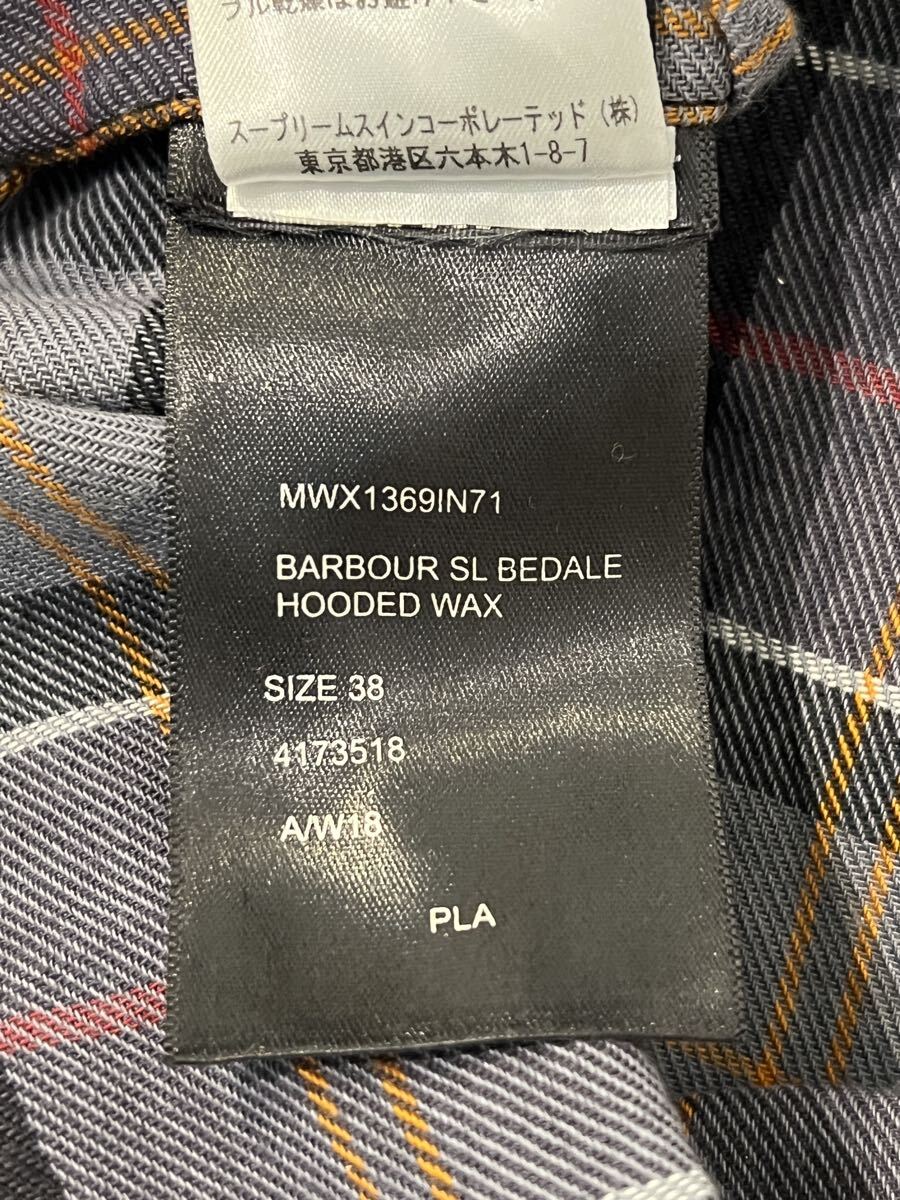 スープリームスインコーポレーテッド（株）
東京都港区六本木1-8-7
MWX1369IN71
BARBOUR SL BEDALE
HOODED WAX
SIZE 38
4173518
A/W18
PLA